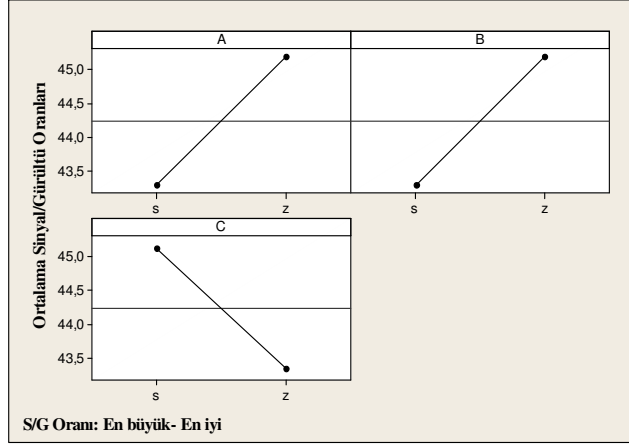 A B
45,0
44,5
44,0
43,5
s z s z
C
45,0
44,5
44,0
43,5
s z
Ortalama Sinyal/Gürültü Oranları
S/G Oranı: En büyük- En iyi